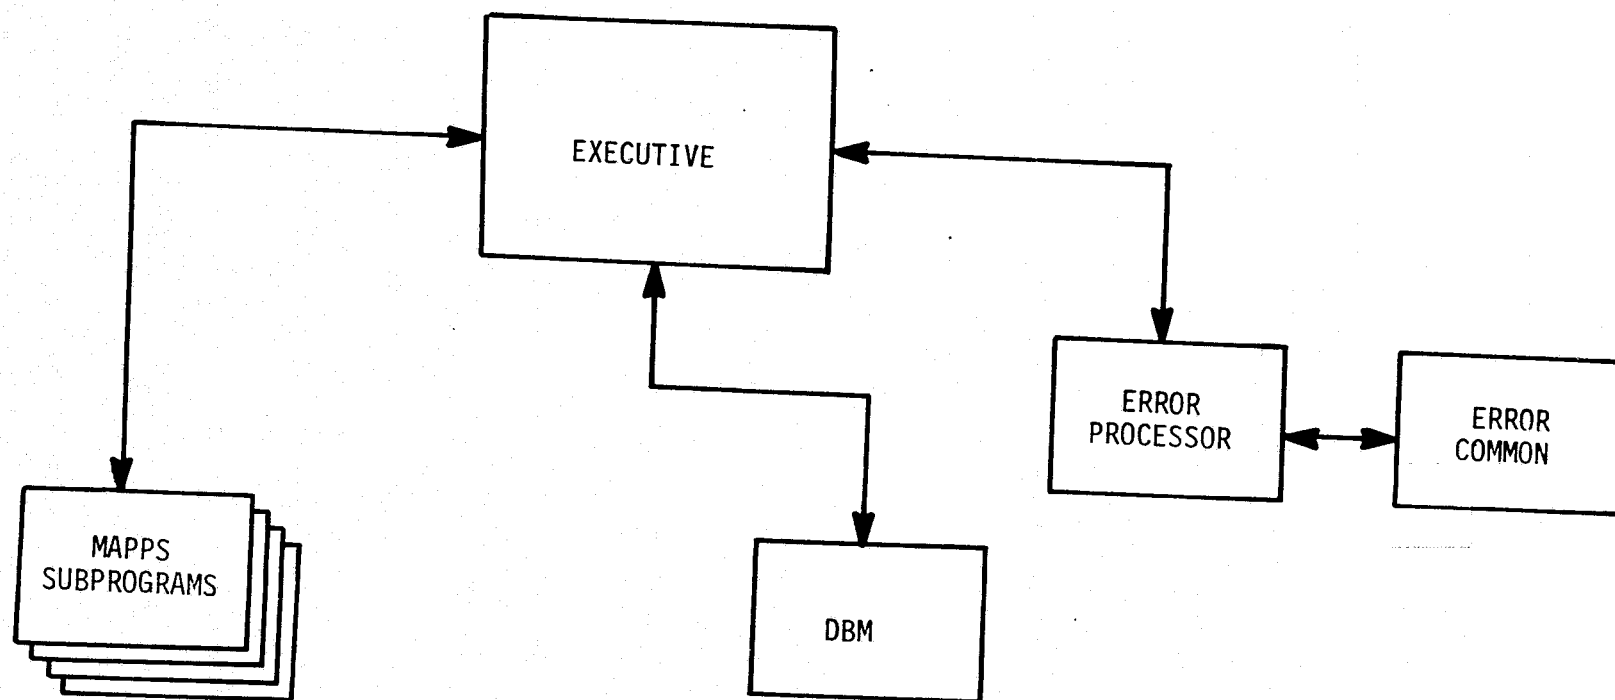 EXECUTIVE
ERROR
PROCESSOR
ERROR
COMMON
MAPPS
SUBPROGRAMS
DBM